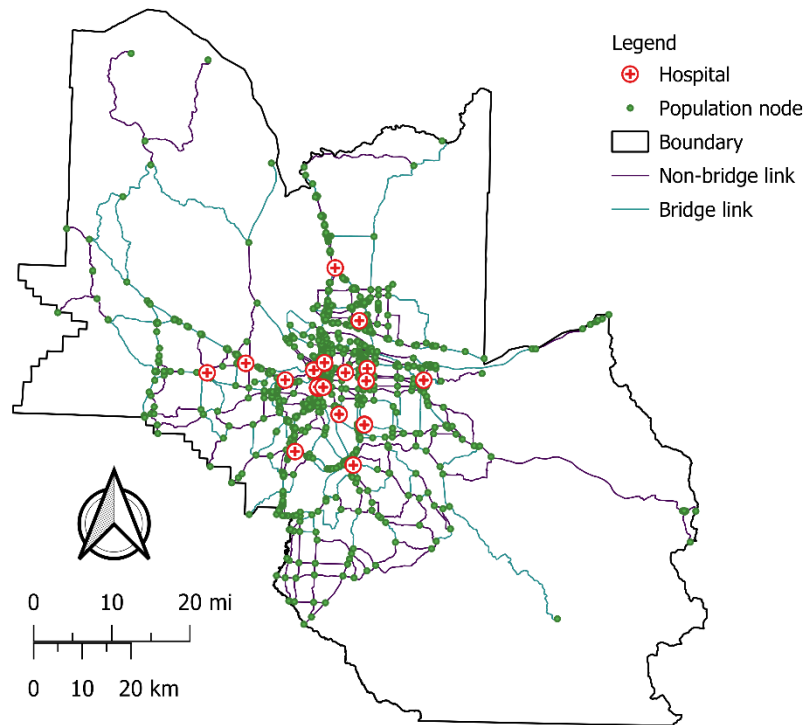 Legend
Hospital
Population node
Boundary
Non-bridge link
Bridge link
0 10 20 mi
0 10 20 km